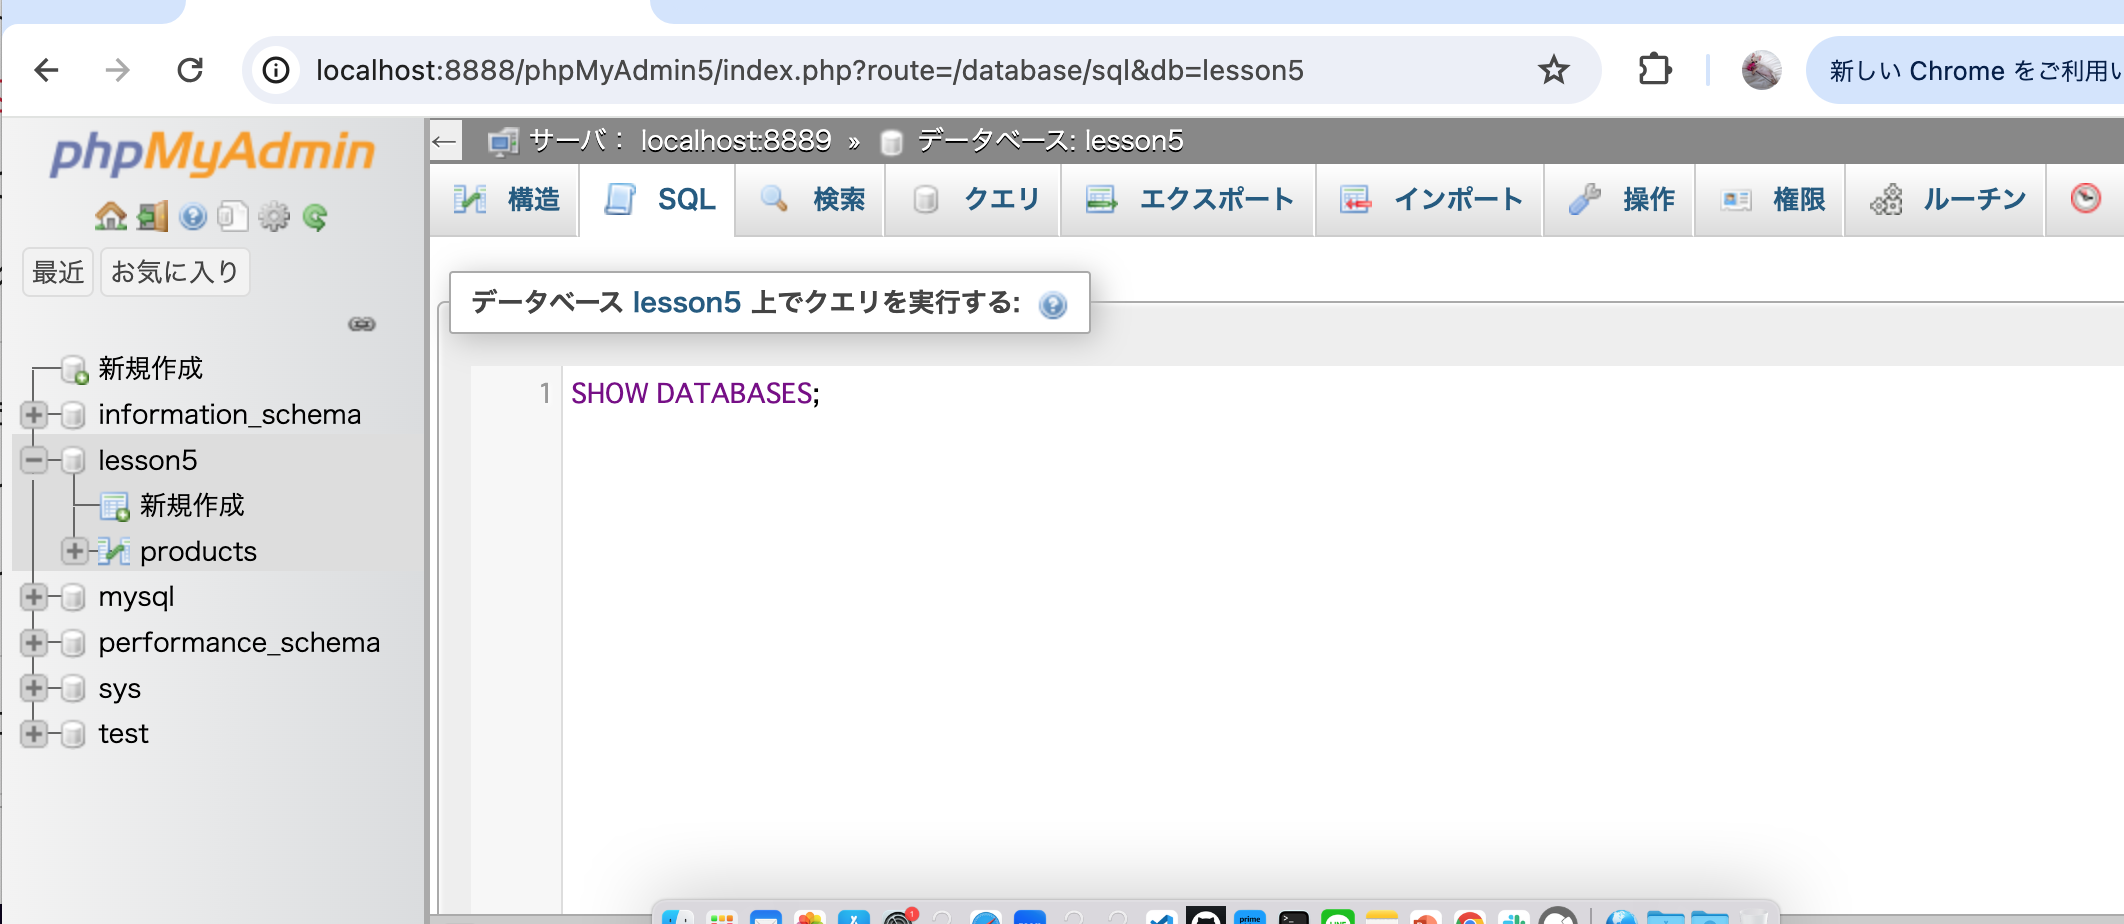 localhost:8888/phpMyAdmin5/index.php?route=/database/sql&db=lesson5
新しい Chrome をご利用い
phpMyAdmin
最近 お気に入り
新規作成
information_schema
lesson5
新規作成
products
mysql
performance_schema
sys
test
サーバ： localhost:8889 » データベース: lesson5
構造 SQL 検索 クエリ エクスポート インポート 操作 権限 ルーチン
データベース lesson5 上でクエリを実行する:
1 SHOW DATABASES;
1
prime